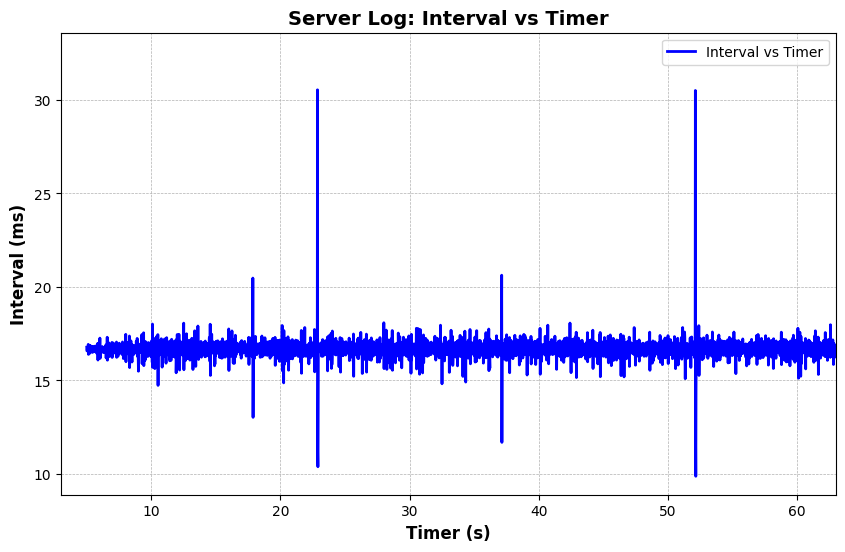 Server Log: Interval vs Timer
Interval vs Timer
30
25
20
15
10
Interval (ms)
10 20 30 40 50 60
Timer (s)